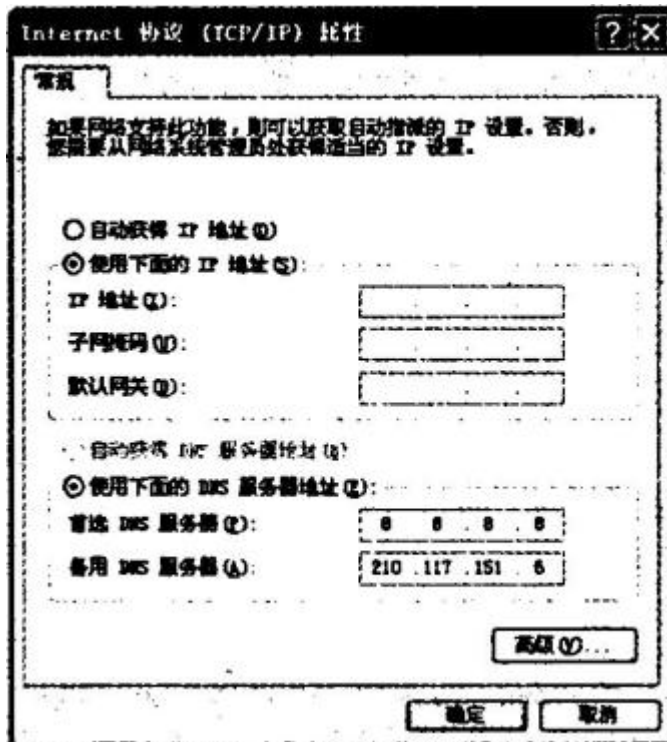 Internet 协议 (TCP/IP) 属性
常规
如果网络支持此功能，则可以获取自动指派的 IP 设置。否则，
您需要从网络系统管理员处获得适当的 IP 设置。
自动获得 IP 地址(O)
使用下面的 IP 地址(S):
IP 地址(I):
子网掩码(U):
默认网关(D):
自动获得 DNS 服务器地址(B)
使用下面的 DNS 服务器地址(E):
首选 DNS 服务器(P): 8 8 . 8 . 8
备用 DNS 服务器(A): 210 .117 .151 . 6
高级(V)...
确定 取消